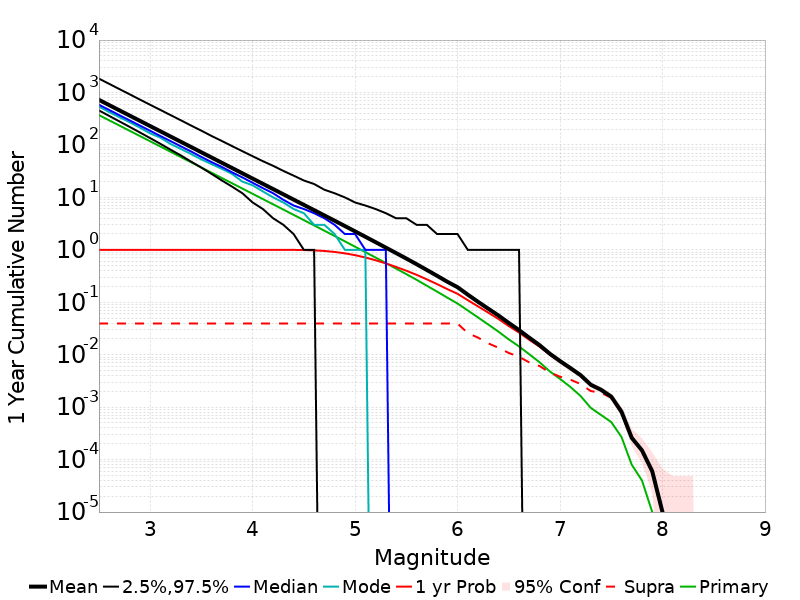 10^4
10^3
10^2
10^1
10^0
10^-1
10^-2
10^-3
10^-4
10^-5
1 Year Cumulative Number
3 4 5 6 7 8 9
Magnitude
Mean 2.5%,97.5% Median Mode 1 yr Prob 95% Conf Supra Primary